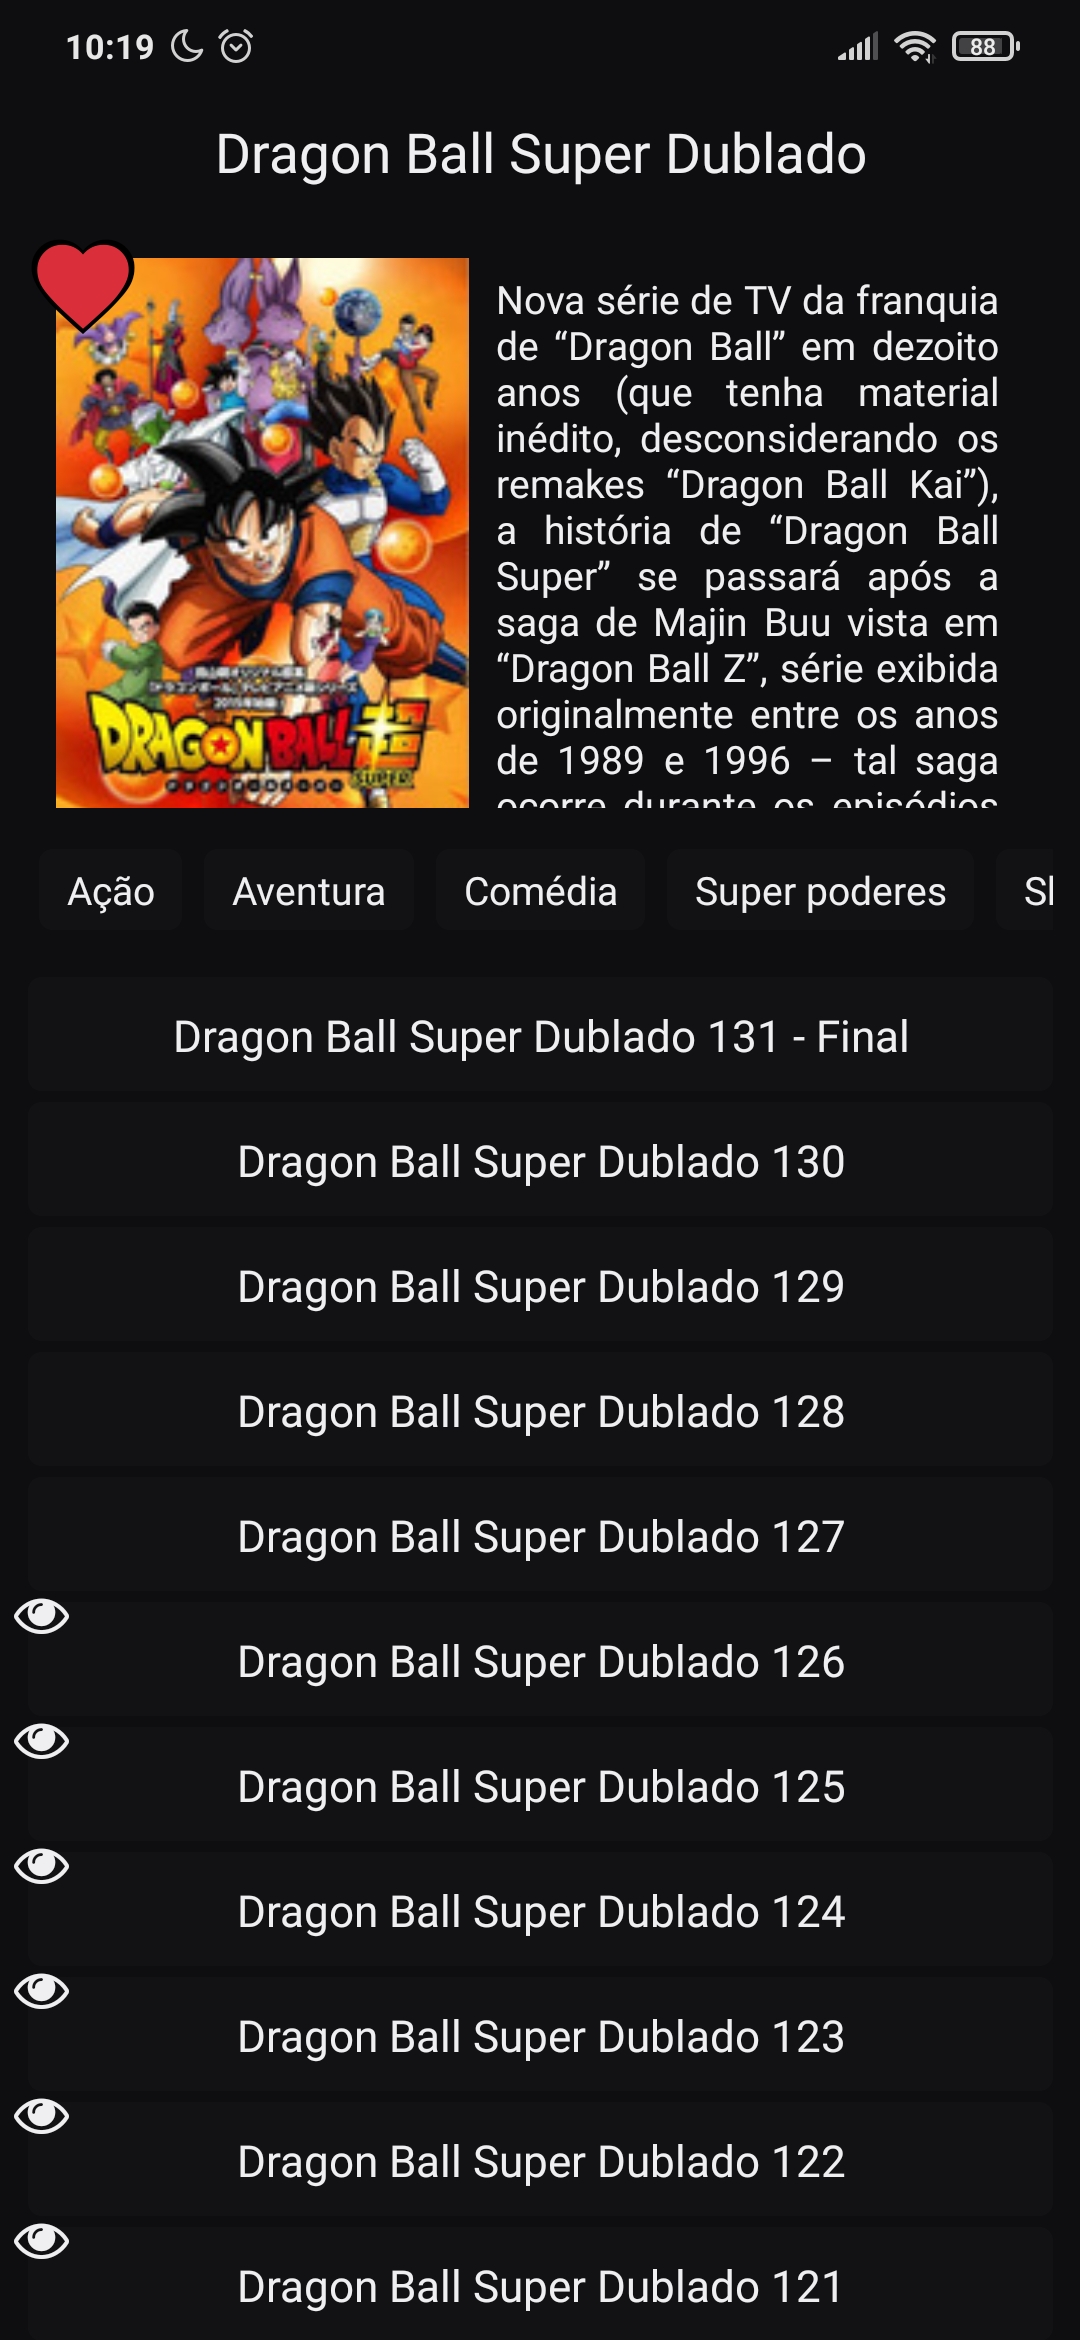 10:19
88
Dragon Ball Super Dublado
Nova série de TV da franquia
de “Dragon Ball” em dezoito
anos (que tenha material
inédito, desconsiderando os
remakes “Dragon Ball Kai”),
a história de “Dragon Ball
Super” se passará após a
saga de Majin Buu vista em
“Dragon Ball Z”, série exibida
originalmente entre os anos
de 1989 e 1996 – tal saga
ocorre durante os episódios
DRAGON BALL 超
SUPER
Ação
Aventura
Comédia
Super poderes
Dragon Ball Super Dublado 131 - Final
Dragon Ball Super Dublado 130
Dragon Ball Super Dublado 129
Dragon Ball Super Dublado 128
Dragon Ball Super Dublado 127
Dragon Ball Super Dublado 126
Dragon Ball Super Dublado 125
Dragon Ball Super Dublado 124
Dragon Ball Super Dublado 123
Dragon Ball Super Dublado 122
Dragon Ball Super Dublado 121